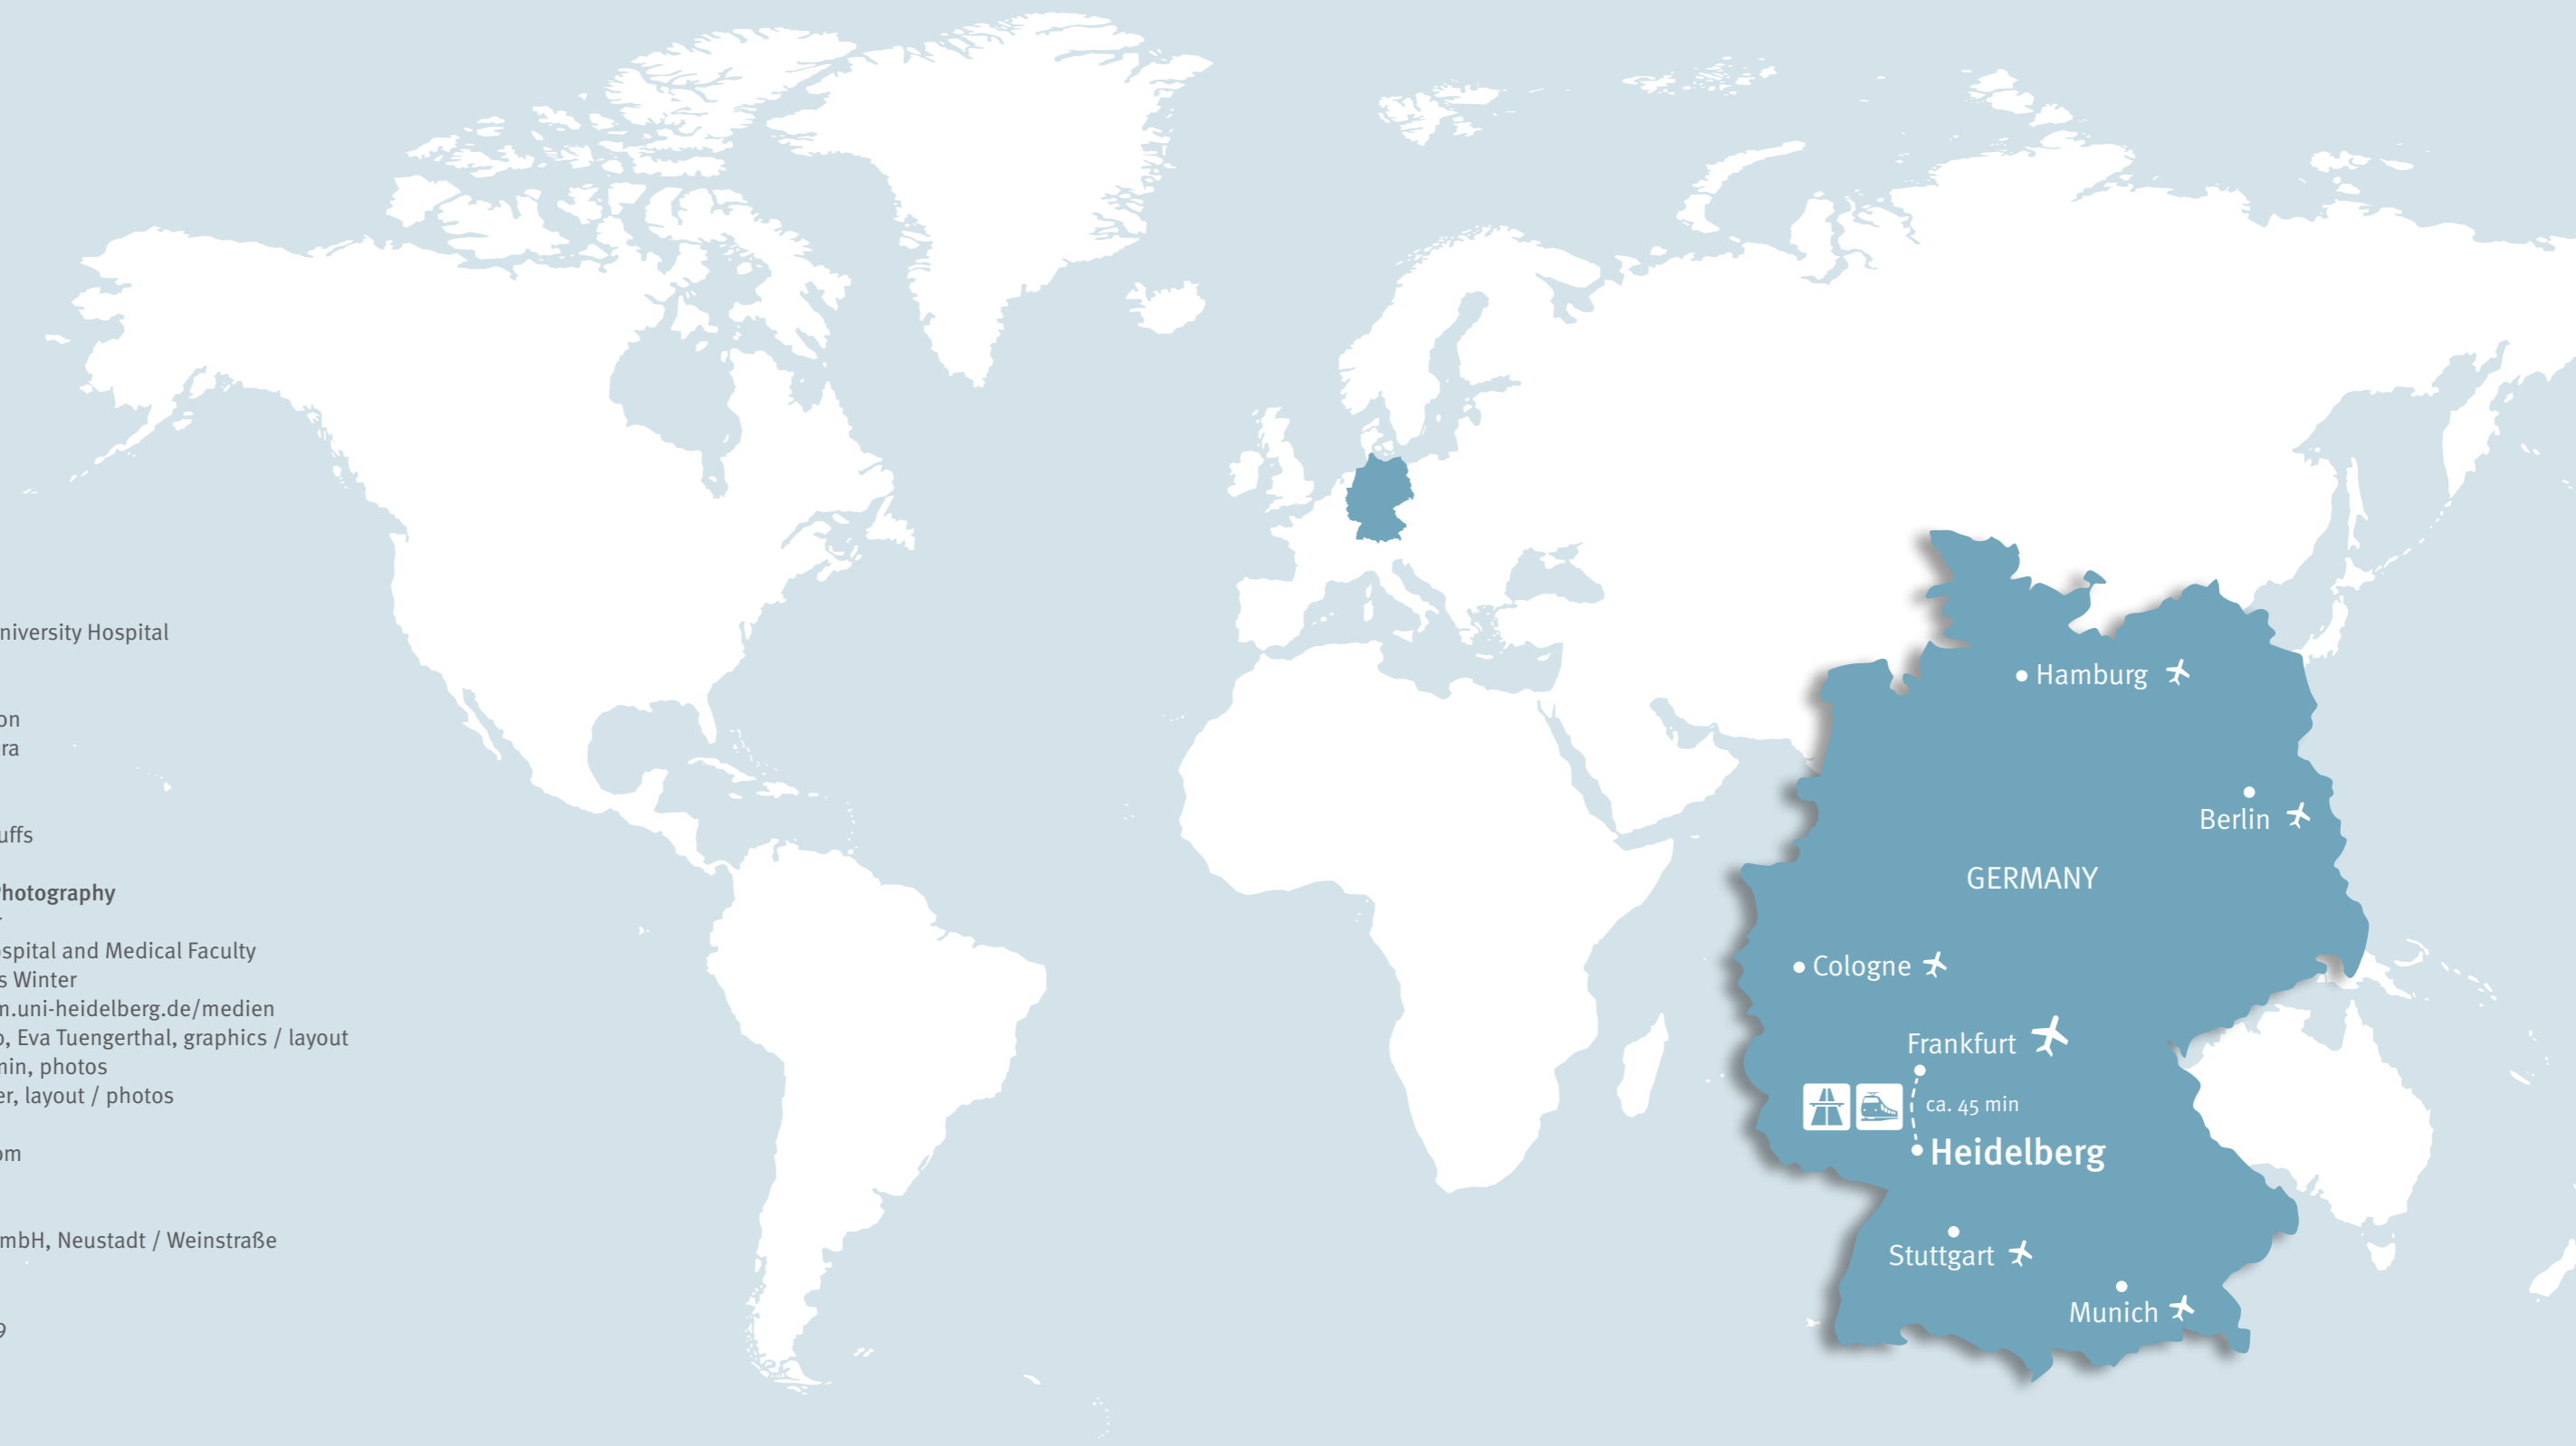 niversity Hospital
on
ra
uffs
Photography
spital and Medical Faculty
s Winter
n.uni-heidelberg.de/medien
o, Eva Tuengerthal, graphics / layout
nin, photos
er, layout / photos
om
mbH, Neustadt / Weinstraße
9
Hamburg
Berlin
GERMANY
Cologne
Frankfurt
ca. 45 min
Heidelberg
Stuttgart
Munich